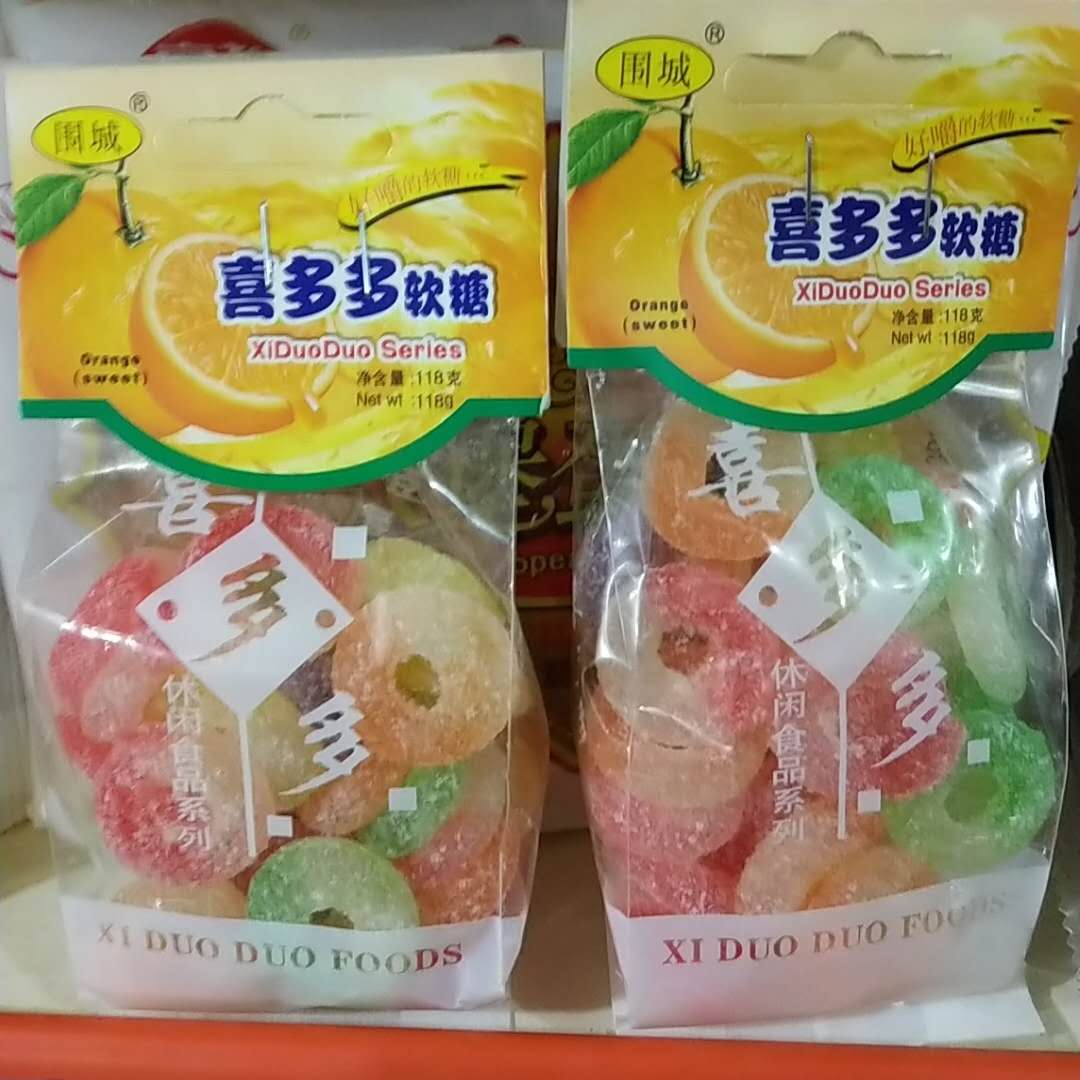 围城
®
好嚼的软糖...
喜多多软糖
XiDuoDuo Series
Orange
(sweet)
净含量:118克
Net wt :118g
喜
多
多
休闲食品系列
XI DUO DUO FOODS
围城
®
好嚼的软糖...
喜多多软糖
XiDuoDuo Series
Orange
(sweet)
净含量:118克
Net wt :118g
喜
多
多
休闲食品系列
XI DUO DUO FOODS